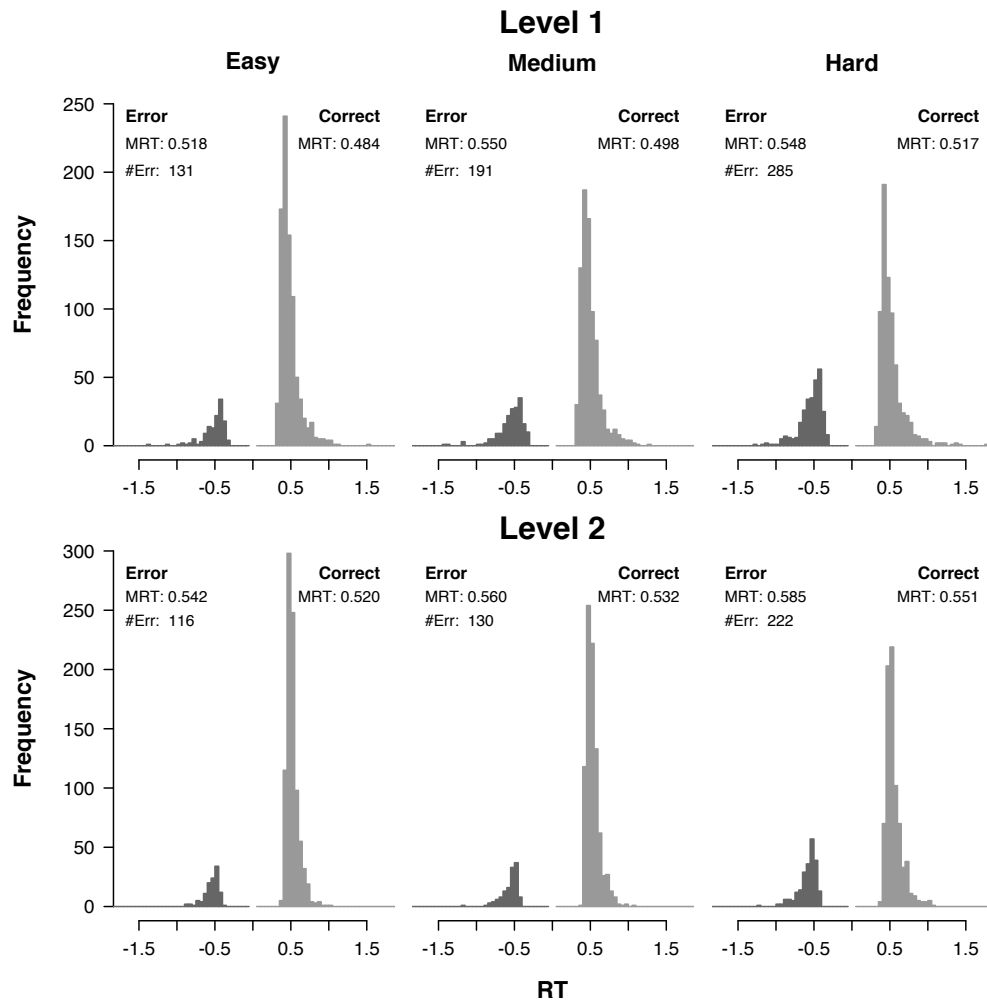 Level 1
Easy Medium Hard
Error Correct Error Correct Error Correct
MRT: 0.518 MRT: 0.484 MRT: 0.550 MRT: 0.498 MRT: 0.548 MRT: 0.517
#Err: 131 #Err: 191 #Err: 285
Frequency
250
200
150
100
50
0
-1.5 -0.5 0.5 1.5 -1.5 -0.5 0.5 1.5 -1.5 -0.5 0.5 1.5
Level 2
Error Correct Error Correct Error Correct
MRT: 0.542 MRT: 0.520 MRT: 0.560 MRT: 0.532 MRT: 0.585 MRT: 0.551
#Err: 116 #Err: 130 #Err: 222
Frequency
300
250
200
150
100
50
0
-1.5 -0.5 0.5 1.5 -1.5 -0.5 0.5 1.5 -1.5 -0.5 0.5 1.5
RT